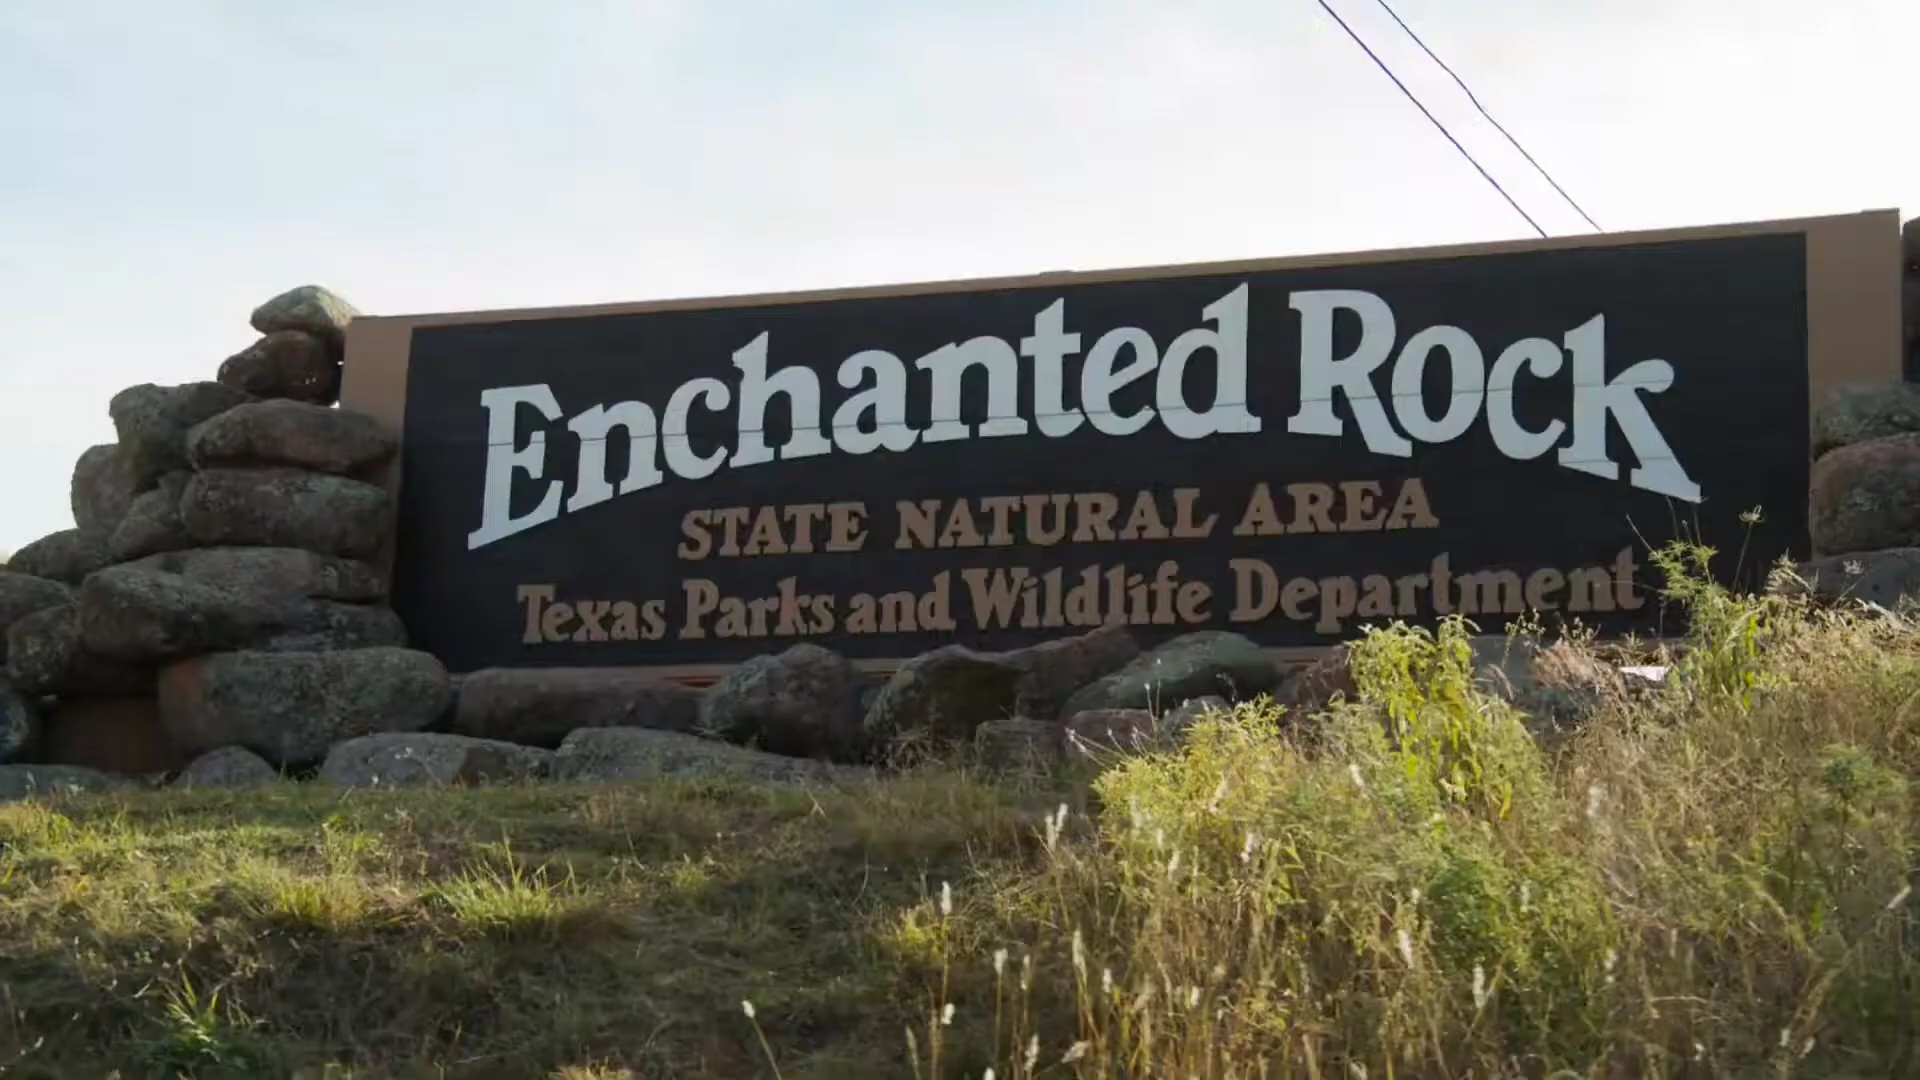 Enchanted Rock
STATE NATURAL AREA
Texas Parks and Wildlife Department